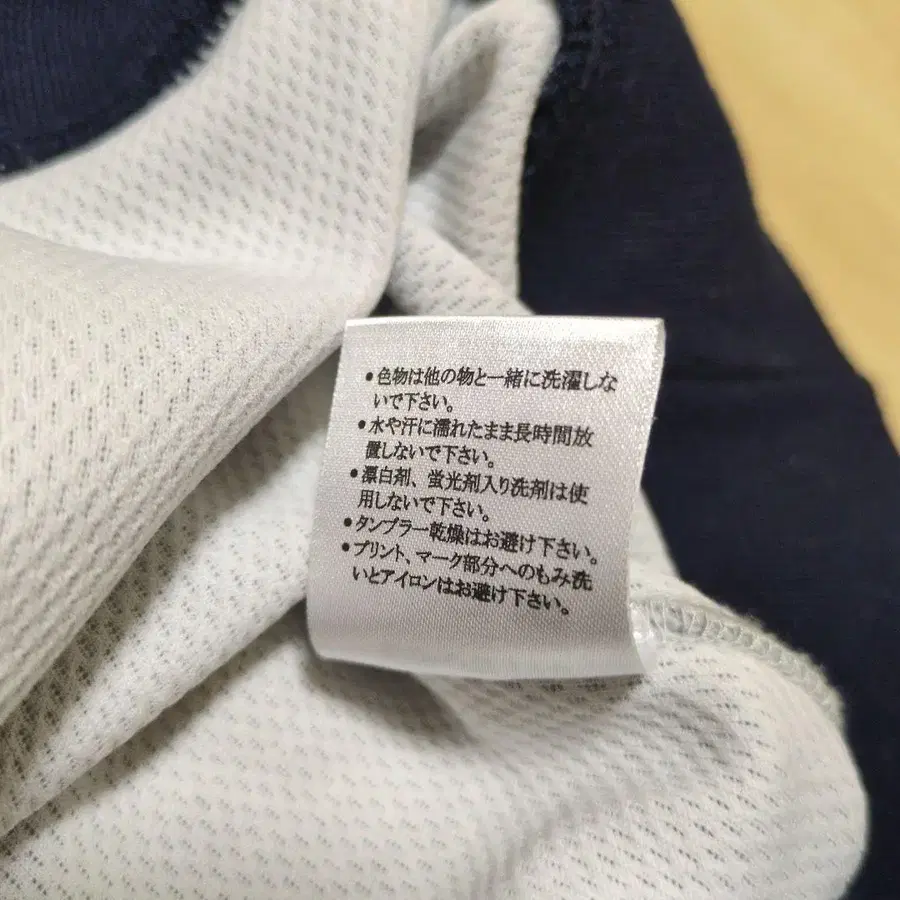 •色物は他の物と一緒に洗濯しな
いで下さい。
•水や汗に濡れたまま長時間放
置しないで下さい。
•漂白剤、蛍光剤入り洗剤は使
用しないで下さい。
•タンブラー乾燥はお避け下さい。
•プリント、マーク部分へのもみ洗
いとアイロンはお避け下さい。